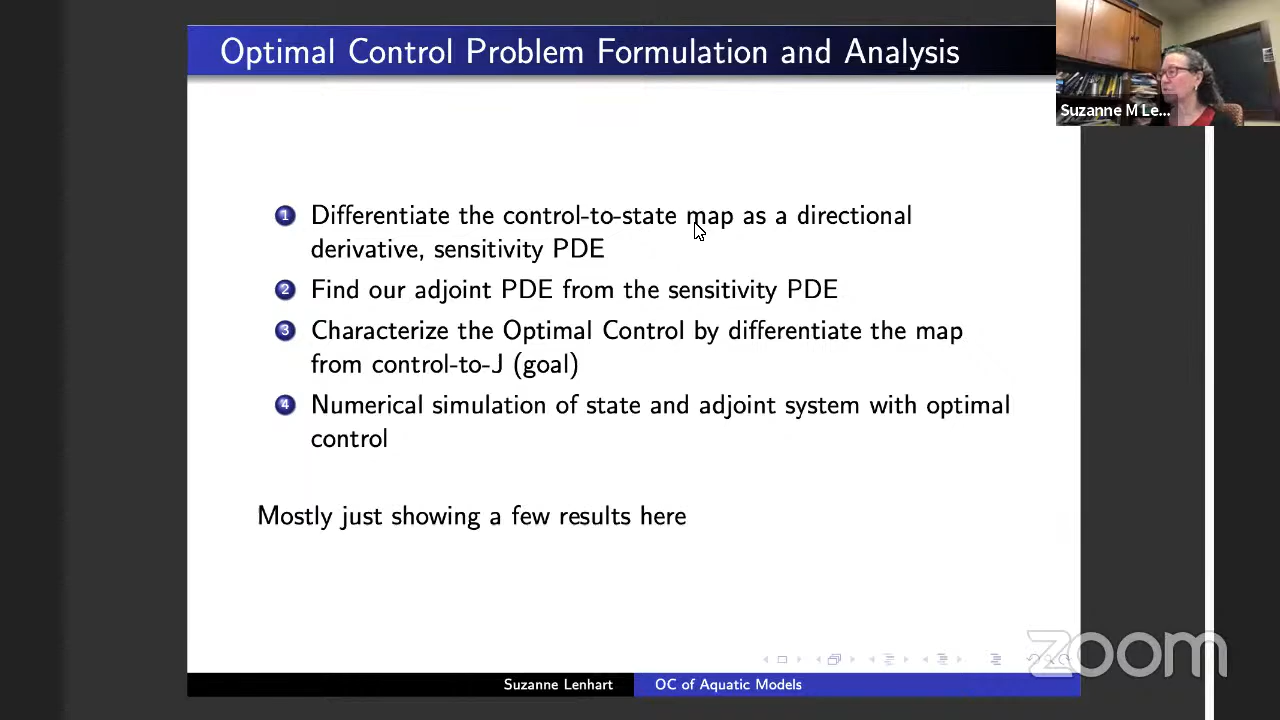 Optimal Control Problem Formulation and Analysis
Suzanne M Le...
1 Differentiate the control-to-state map as a directional
derivative, sensitivity PDE
2 Find our adjoint PDE from the sensitivity PDE
3 Characterize the Optimal Control by differentiate the map
from control-to-J (goal)
4 Numerical simulation of state and adjoint system with optimal
control
Mostly just showing a few results here
zoom
Suzanne Lenhart
OC of Aquatic Models